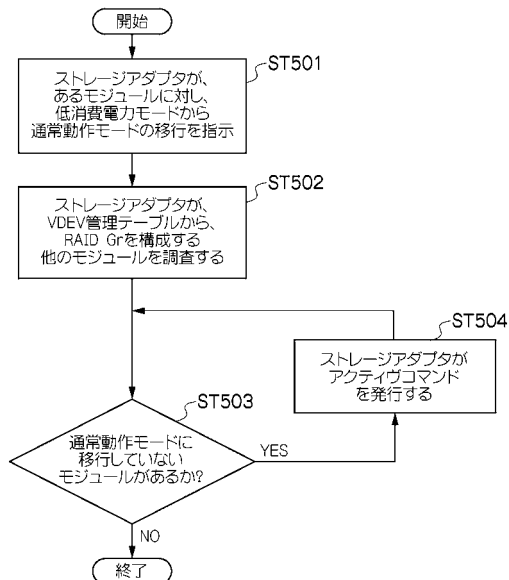 開始
ST501
ストレージアダプタが、
あるモジュールに対し、
低消費電力モードから
通常動作モードの移行を指示
ST502
ストレージアダプタが、
VDEV管理テーブルから、
RAID Grを構成する
他のモジュールを調査する
ST504
ストレージアダプタが
アクティヴコマンド
を発行する
ST503
通常動作モードに
移行していない
モジュールがあるか?
YES
NO
終了